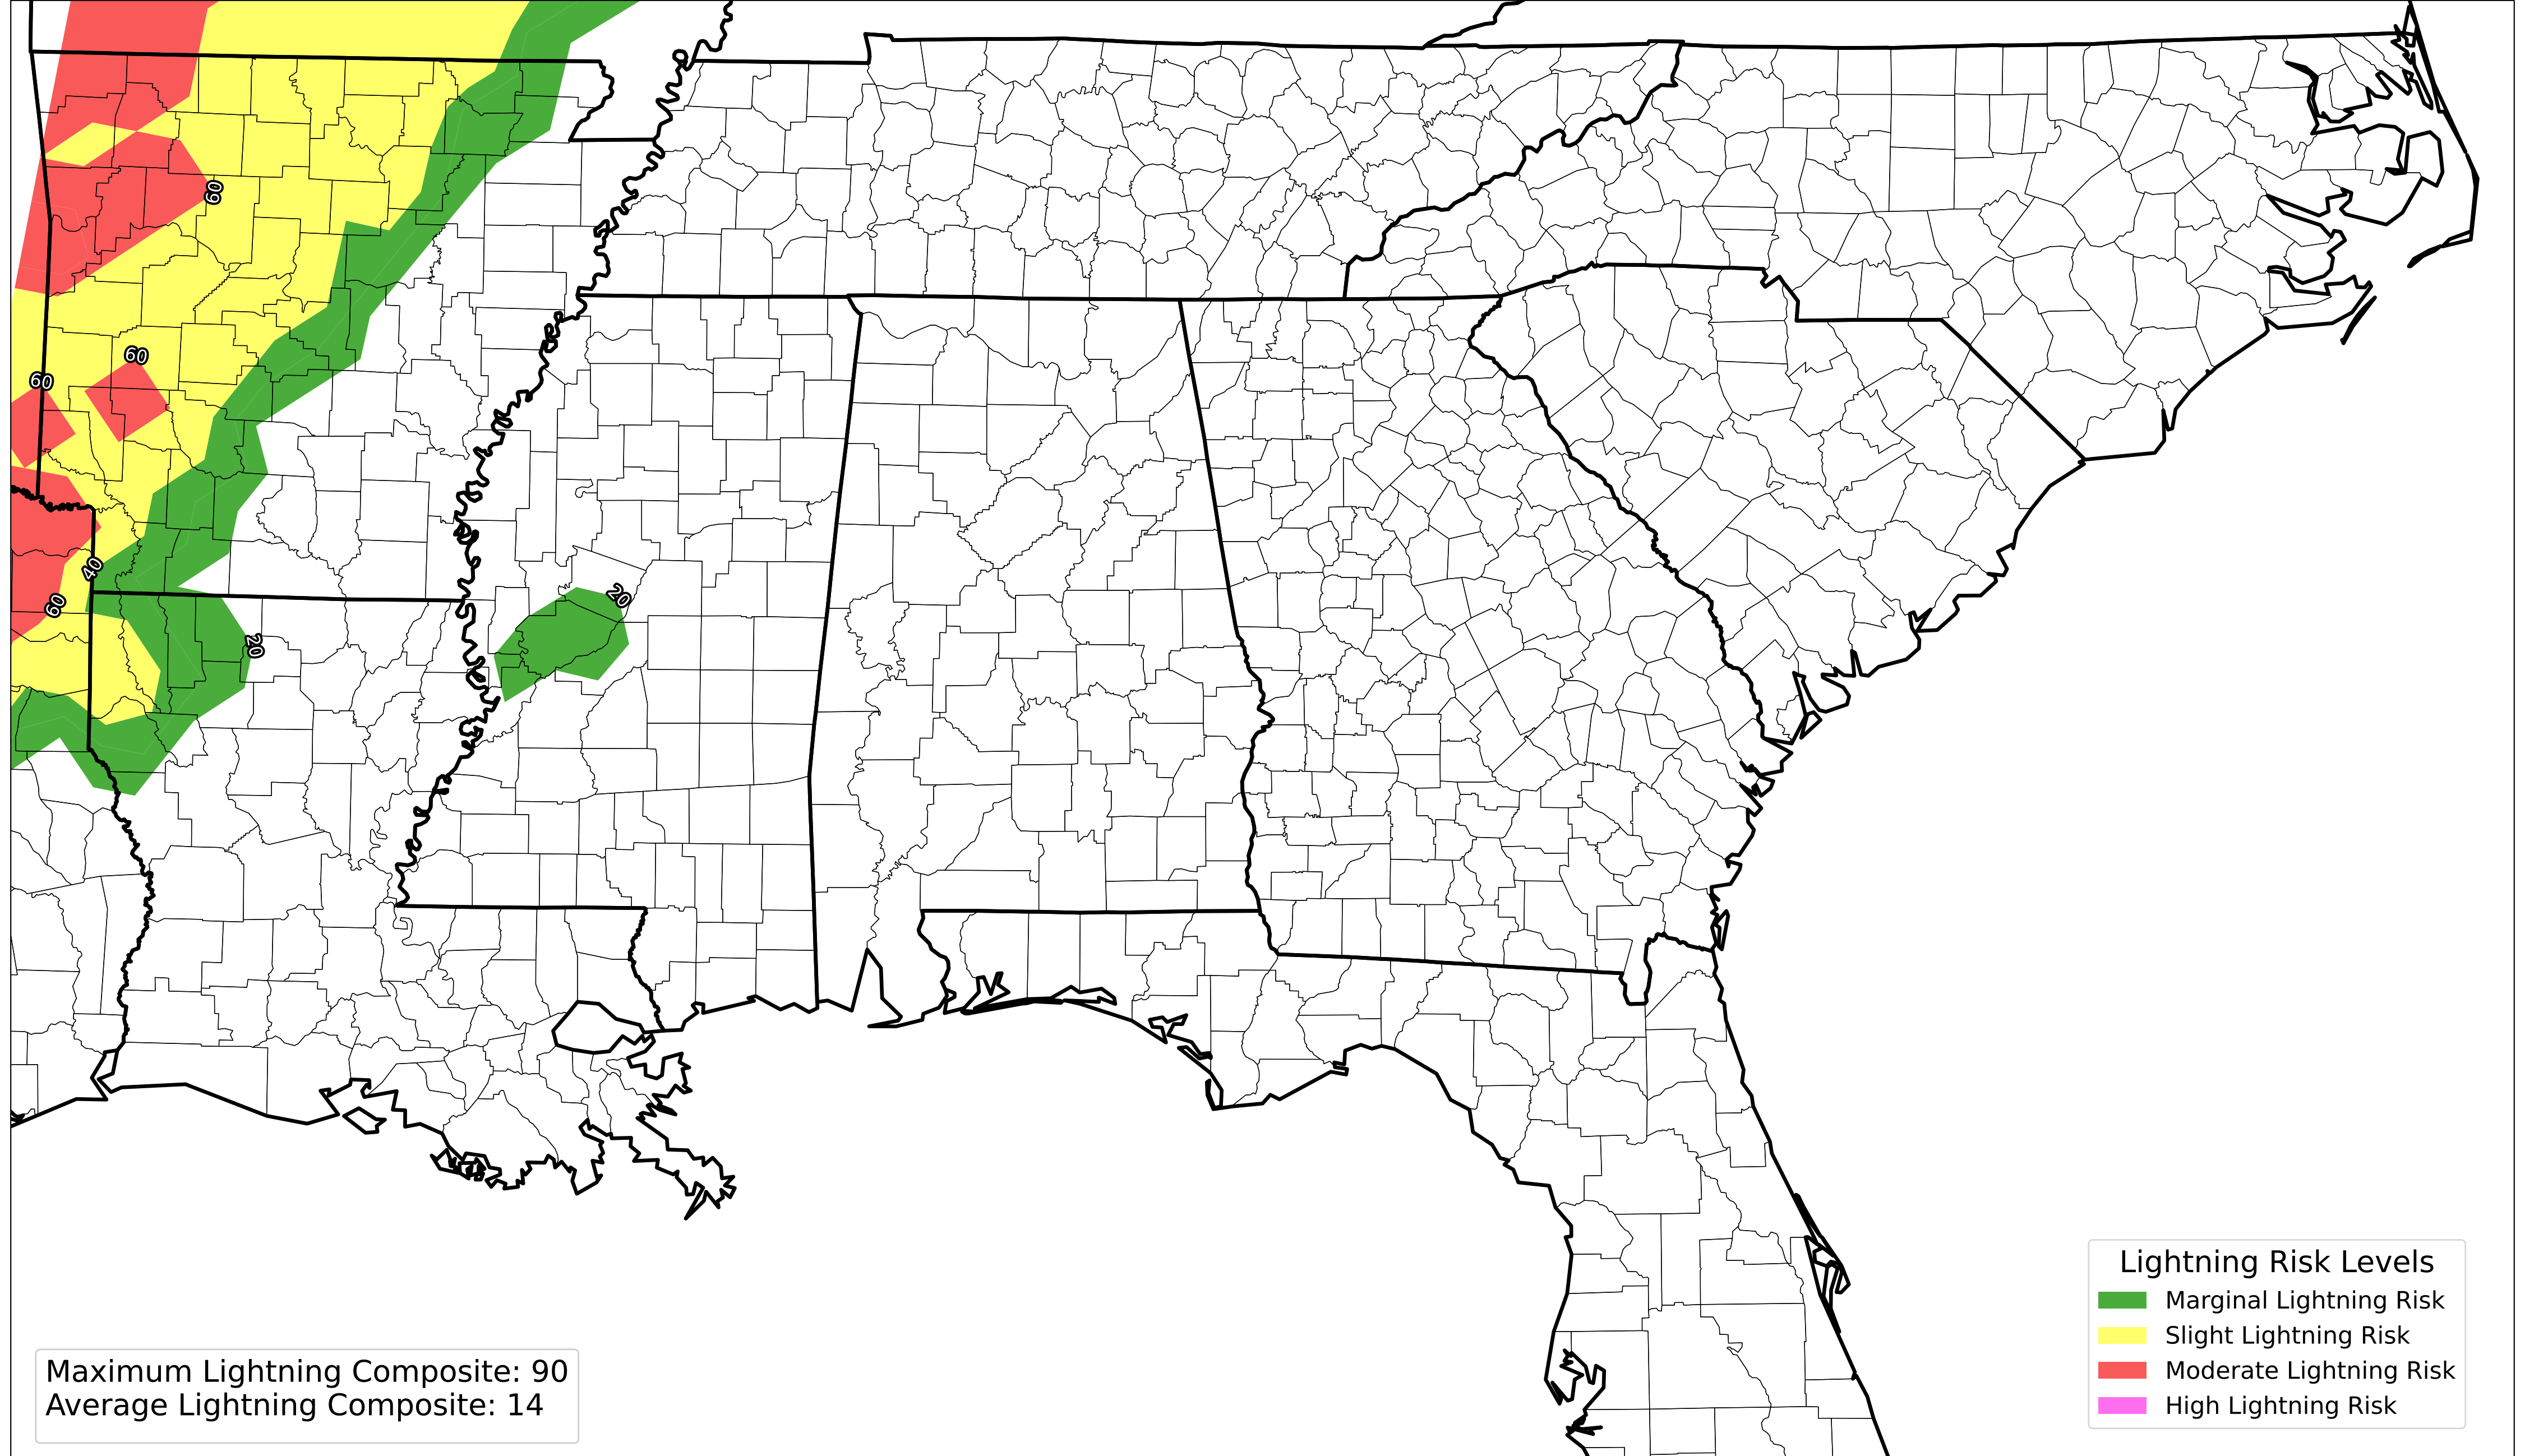 60
60
60
40
60
20
20
Lightning Risk Levels
Marginal Lightning Risk
Slight Lightning Risk
Moderate Lightning Risk
High Lightning Risk
Maximum Lightning Composite: 90
Average Lightning Composite: 14